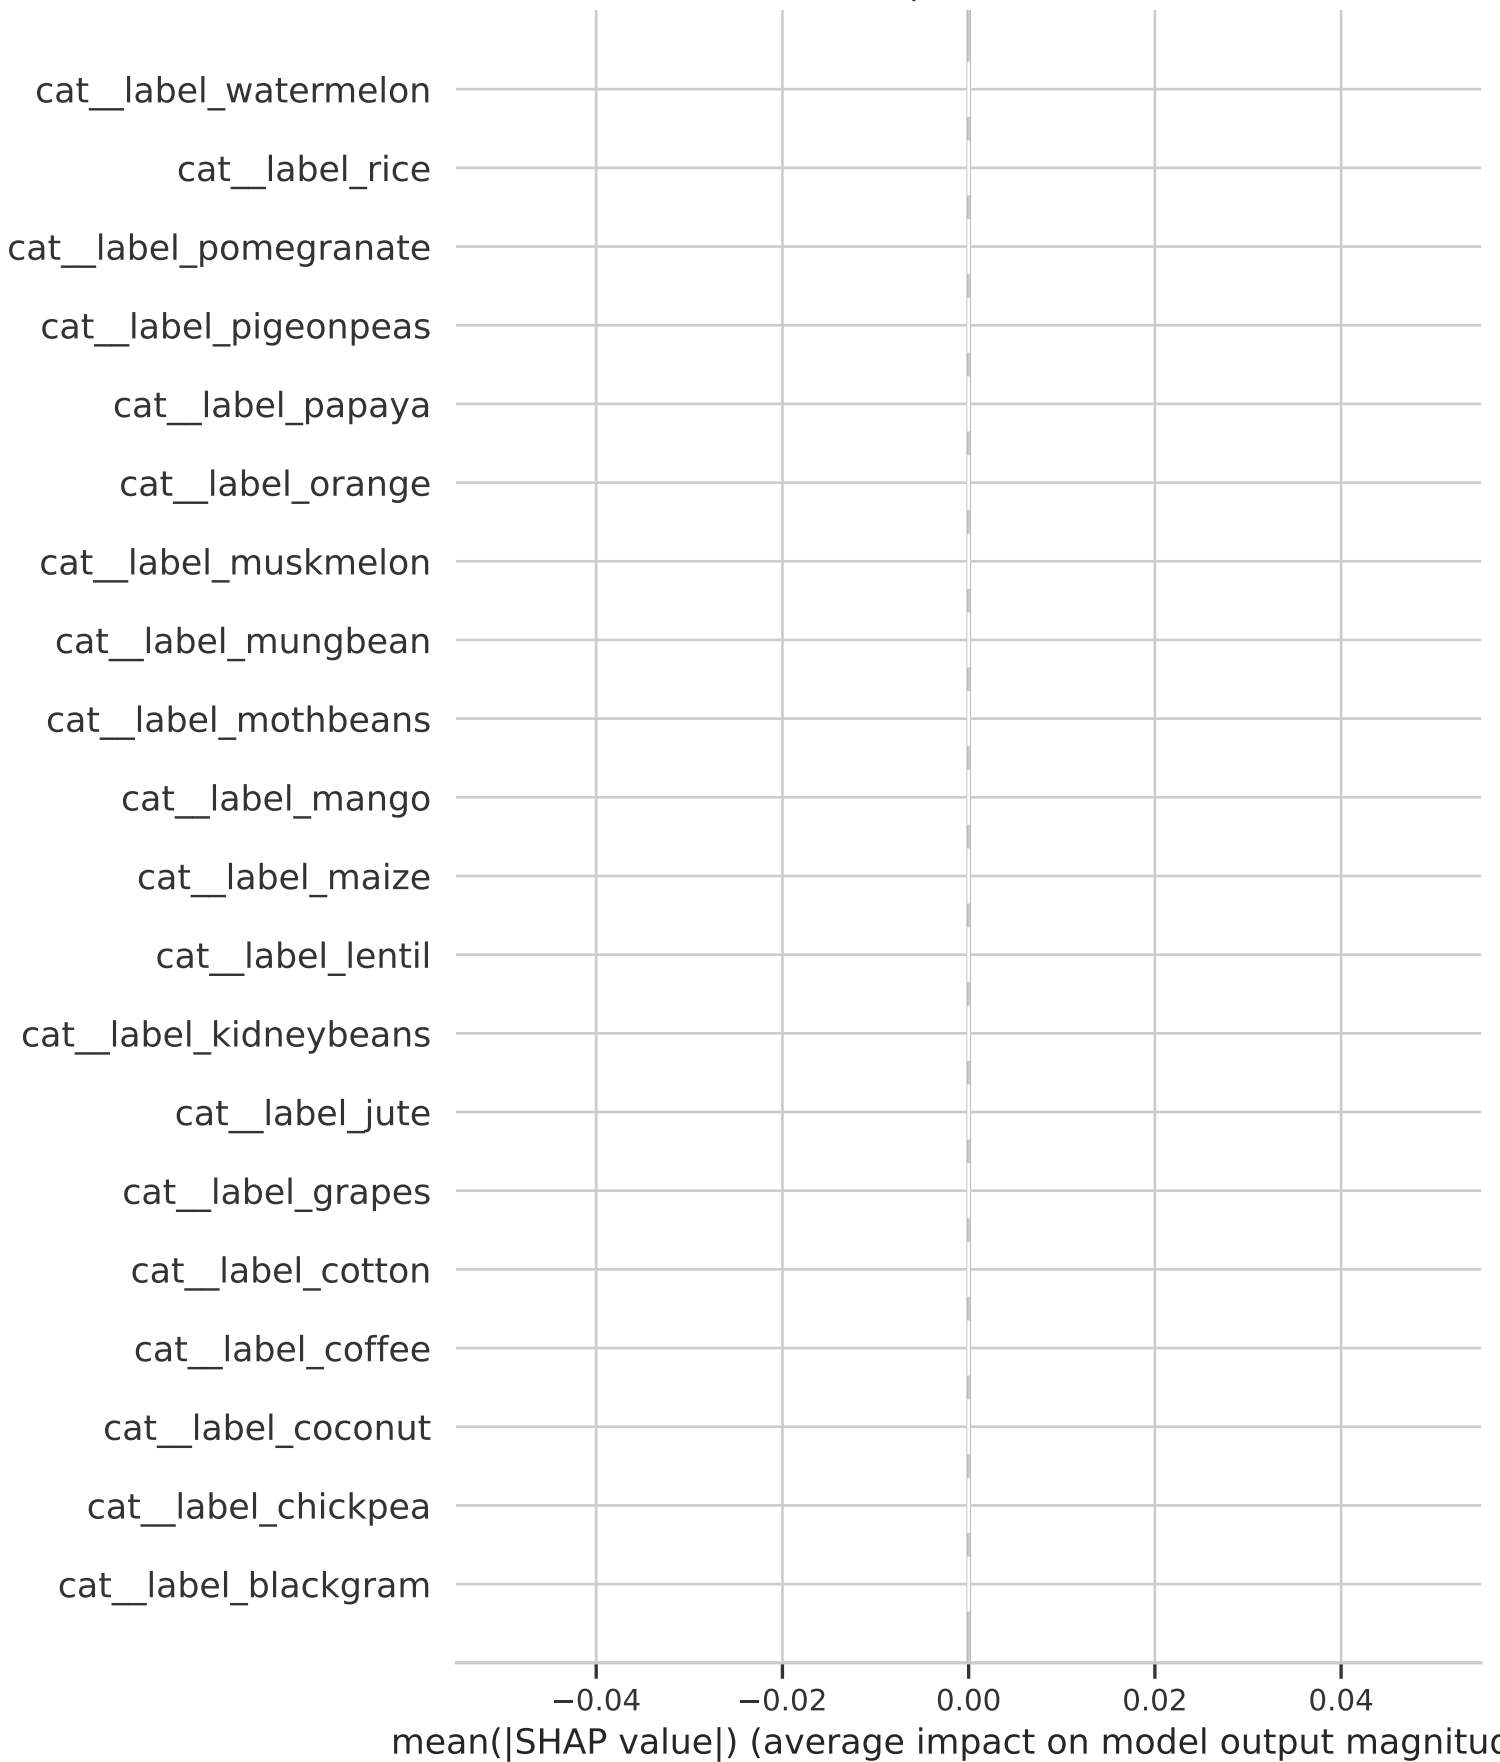 cat__label_watermelon
cat__label_rice
cat__label_pomegranate
cat__label_pigeonpeas
cat__label_papaya
cat__label_orange
cat__label_muskmelon
cat__label_mungbean
cat__label_mothbeans
cat__label_mango
cat__label_maize
cat__label_lentil
cat__label_kidneybeans
cat__label_jute
cat__label_grapes
cat__label_cotton
cat__label_coffee
cat__label_coconut
cat__label_chickpea
cat__label_blackgram
−0.04 −0.02 0.00 0.02 0.04
mean(|SHAP value|) (average impact on model output